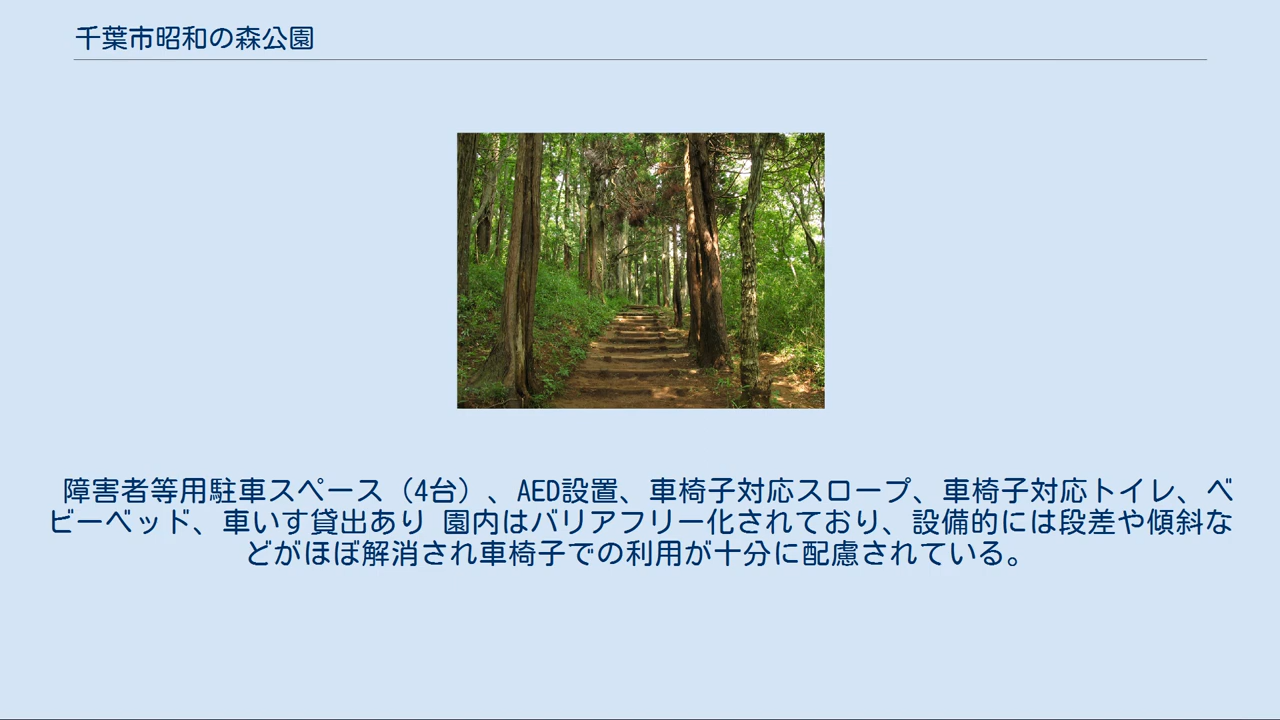 千葉市昭和の森公園
障害者等用駐車スペース（4台）、AED設置、車椅子対応スロープ、車椅子対応トイレ、ベ
ビーベッド、車いす貸出あり 園内はバリアフリー化されており、設備的には段差や傾斜な
どがほぼ解消され車椅子での利用が十分に配慮されている。